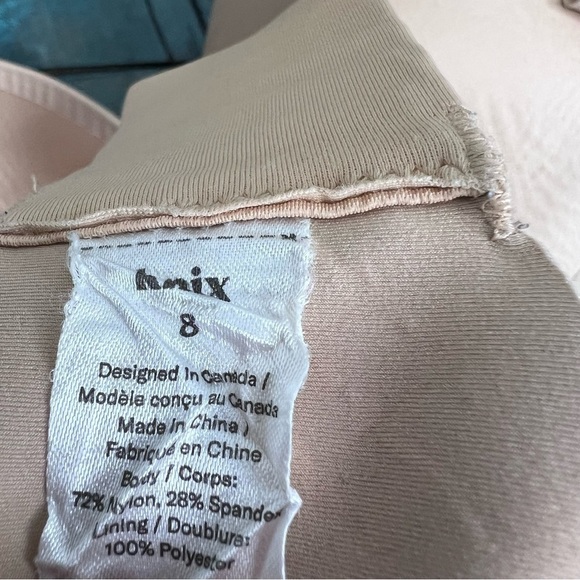 knix
8
Designed in Canada /
Modèle conçu au Canada
Made in China /
Fabriqué en Chine
Body / Corps:
72% Nylon, 28% Spandex
Lining / Doublure:
100% Polyester